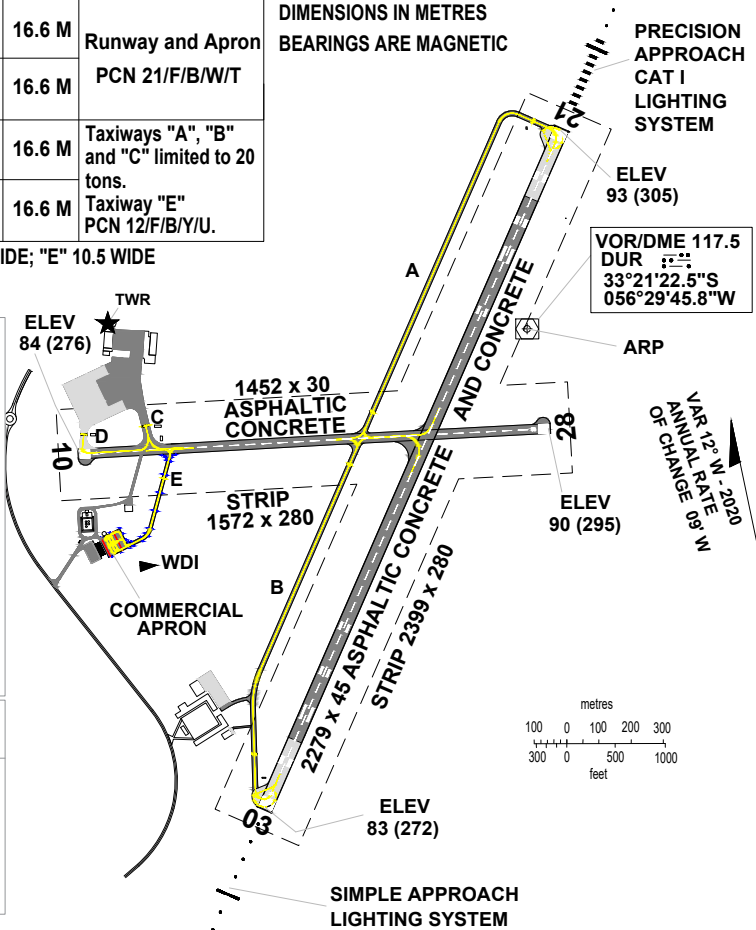 16.6 M
Runway and Apron
PCN 21/F/B/W/T
16.6 M
16.6 M
Taxiways "A", "B"
and "C" limited to 20
tons.
16.6 M
Taxiway "E"
PCN 12/F/B/Y/U.
IDE; "E" 10.5 WIDE
DIMENSIONS IN METRES
BEARINGS ARE MAGNETIC
PRECISION
APPROACH
CAT I
LIGHTING
SYSTEM
21
ELEV
93 (305)
VOR/DME 117.5
DUR
33°21'22.5"S
056°29'45.8"W
ARP
A
TWR
ELEV
84 (276)
1452 x 30
ASPHALTIC
CONCRETE
C
D
10
E
28
VAR 12° W - 2020
ANNUAL RATE
OF CHANGE 09' W
STRIP
1572 x 280
ELEV
90 (295)
WDI
COMMERCIAL
APRON
B
2279 x 45 ASPHALTIC CONCRETE AND CONCRETE
STRIP 2399 x 280
metres
100 0 100 200 300
300 0 500 1000
feet
03
ELEV
83 (272)
SIMPLE APPROACH
LIGHTING SYSTEM